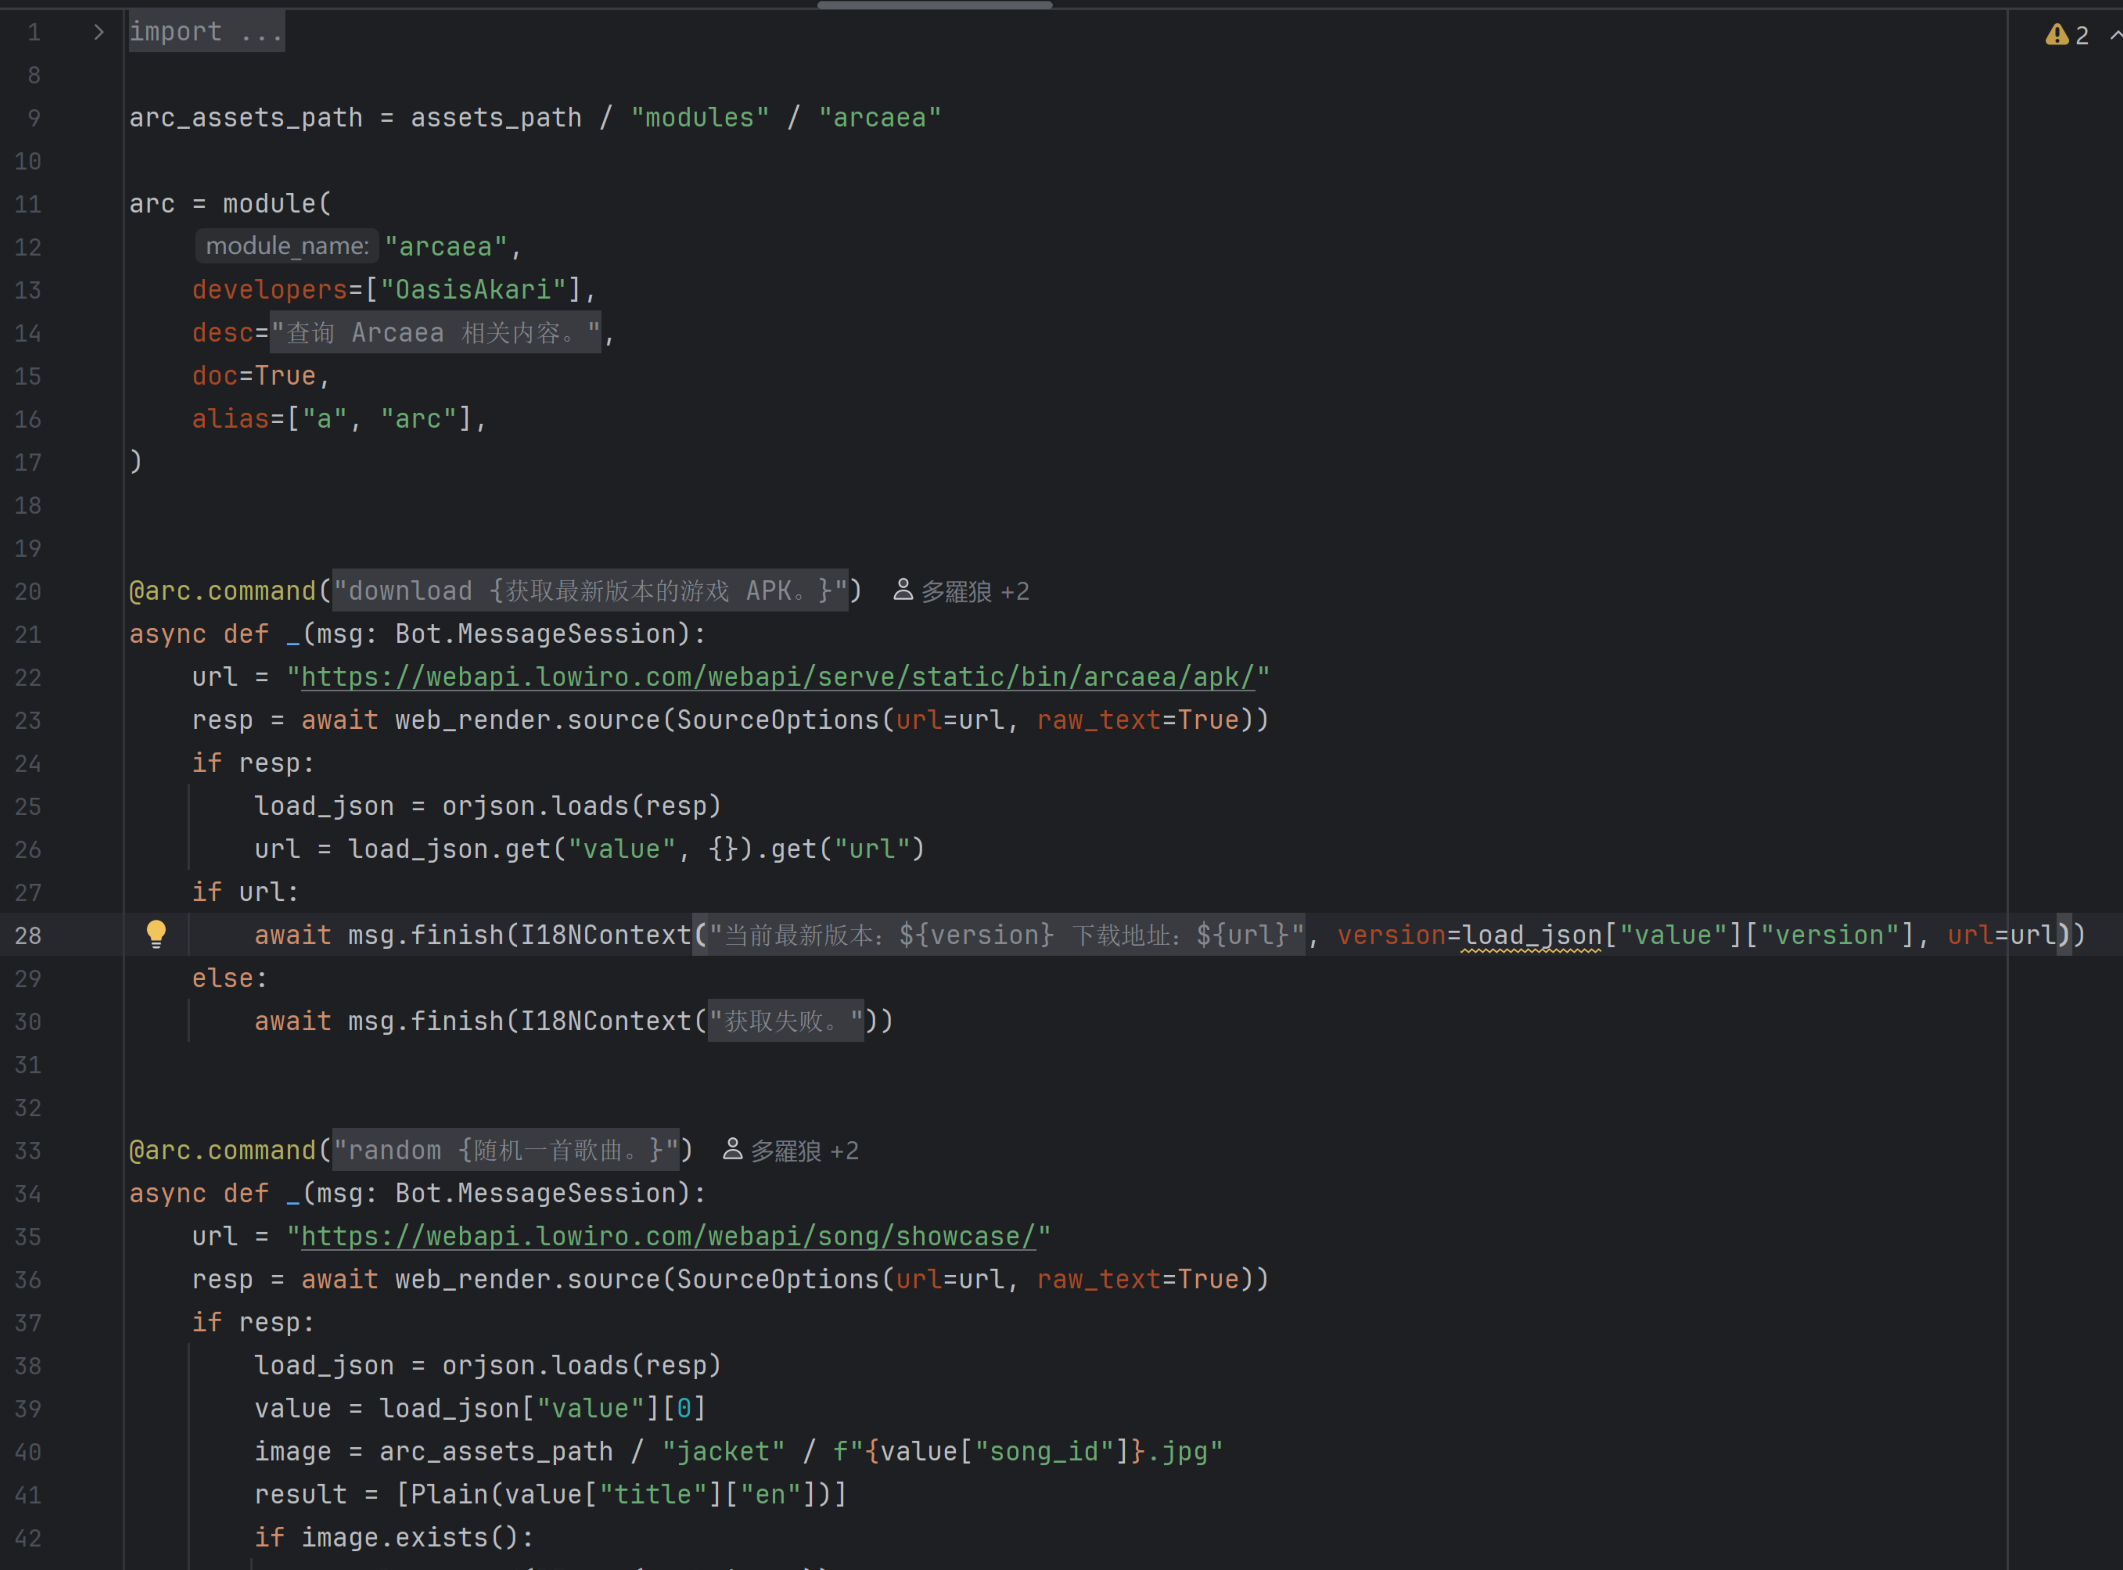 1 import ...
8
9 arc_assets_path = assets_path / "modules" / "arcaea"
10
11 arc = module(
12 module_name: "arcaea",
13 developers=["OasisAkari"],
14 desc="查询 Arcaea 相关内容。",
15 doc=True,
16 alias=["a", "arc"],
17 )
18
19
20 @arc.command("download {获取最新版本的游戏 APK。}") 多羅狼 +2
21 async def _(msg: Bot.MessageSession):
22 url = "https://webapi.lowiro.com/webapi/serve/static/bin/arcaea/apk/"
23 resp = await web_render.source(SourceOptions(url=url, raw_text=True))
24 if resp:
25 load_json = orjson.loads(resp)
26 url = load_json.get("value", {}).get("url")
27 if url:
28 await msg.finish(I18NContext("当前最新版本：${version} 下载地址：${url}", version=load_json["value"]["version"], url=url))
29 else:
30 await msg.finish(I18NContext("获取失败。"))
31
32
33 @arc.command("random {随机一首歌曲。}") 多羅狼 +2
34 async def _(msg: Bot.MessageSession):
35 url = "https://webapi.lowiro.com/webapi/song/showcase/"
36 resp = await web_render.source(SourceOptions(url=url, raw_text=True))
37 if resp:
38 load_json = orjson.loads(resp)
39 value = load_json["value"][0]
40 image = arc_assets_path / "jacket" / f"{value["song_id"]}.jpg"
41 result = [Plain(value["title"]["en"])]
42 if image.exists():
2